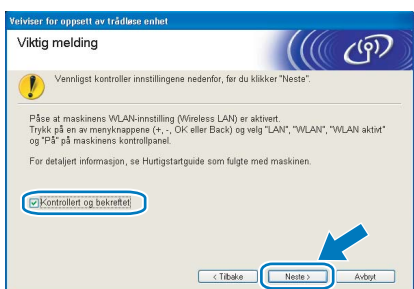 Veiviser for oppsett av trådløse enhet
Viktig melding
Vennligst kontroller innstillingene nedenfor, før du klikker "Neste".
Påse at maskinens WLAN-innstilling (Wireless LAN) er aktivert.
Trykk på en av menyknappene (+, -, OK eller Back) og velg "LAN", "WLAN", "WLAN aktivt"
og "På" på maskinens kontrollpanel.
For detaljert informasjon, se Hurtigstartguide som fulgte med maskinen.
Kontrollert og bekreftet
< Tilbake
Neste >
Avbryt